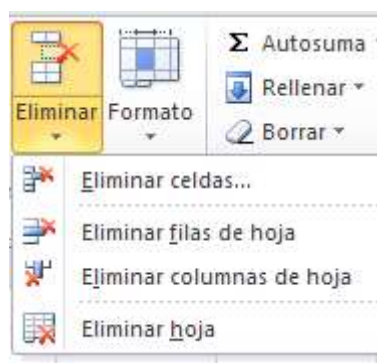 Σ Autosuma
Rellenar
Borrar
Eliminar Formato
Eliminar celdas...
Eliminar filas de hoja
Eliminar columnas de hoja
Eliminar hoja